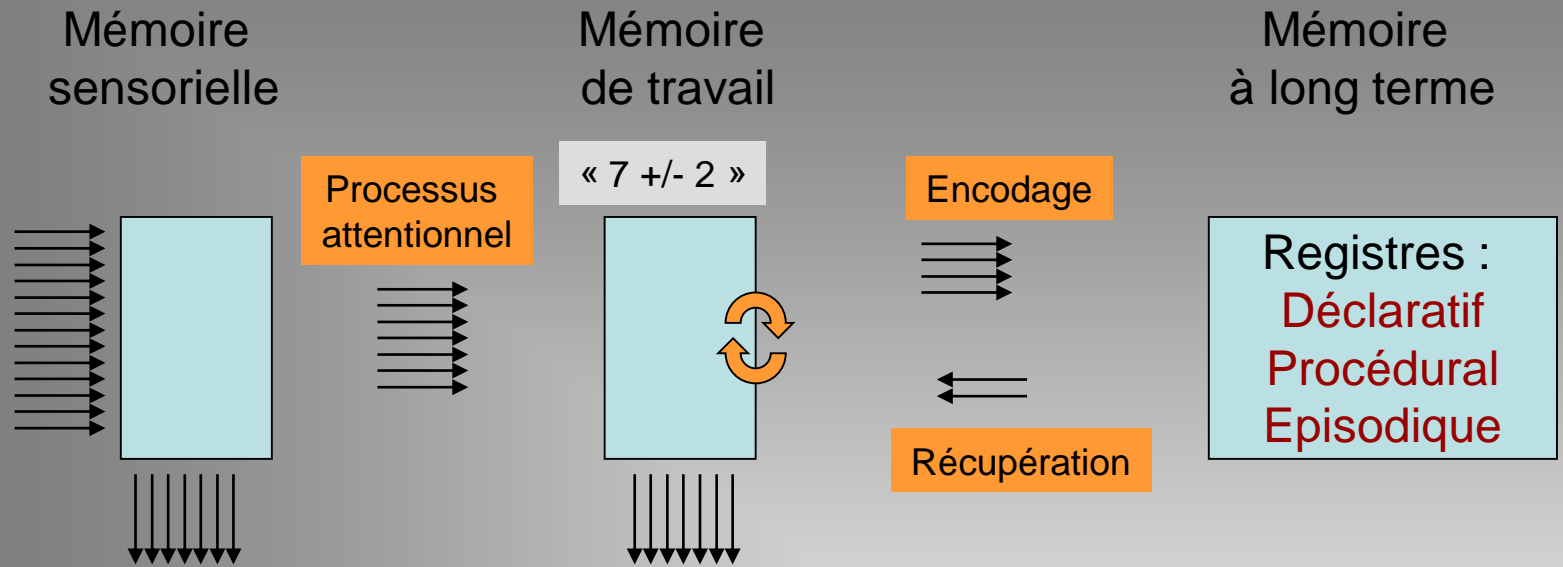 Mémoire
sensorielle
Mémoire
de travail
Mémoire
à long terme
Processus
attentionnel
« 7 +/- 2 »
Encodage
Récupération
Registres :
Déclaratif
Procédural
Episodique